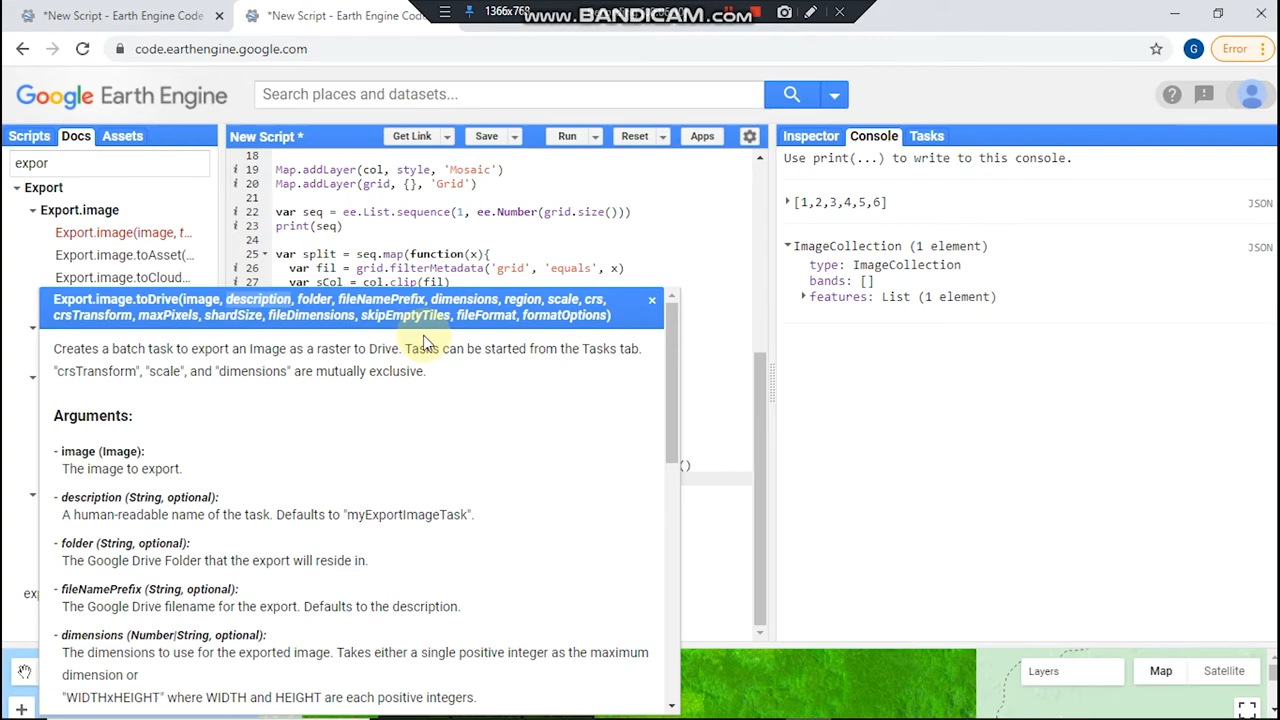 *New Script - Earth Engine Code
*New Script - Earth Engine Code
1366x768
www.BANDICAM.com
code.earthengine.google.com
G
Error
Google Earth Engine
Search places and datasets...
Scripts Docs Assets
New Script *
Get Link
Save
Run
Reset
Apps
Inspector Console Tasks
expor
Export
Export.image
Export.image(image, t...
Export.image.toAsset(...
Export.image.toCloud...
18
i 19 Map.addLayer(col, style, 'Mosaic')
i 20 Map.addLayer(grid, {}, 'Grid')
21
i 22 var seq = ee.List.sequence(1, ee.Number(grid.size()))
i 23 print(seq)
24
i 25 var split = seq.map(function(x){
i 26 var fil = grid.filterMetadata('grid', 'equals', x)
i 27 var sCol = col.clip(fil)
()
Use print(...) to write to this console.
[1,2,3,4,5,6]
JSON
ImageCollection (1 element)
JSON
type: ImageCollection
bands: []
features: List (1 element)
Export.image.toDrive(image, description, folder, fileNamePrefix, dimensions, region, scale, crs,
crsTransform, maxPixels, shardSize, fileDimensions, skipEmptyTiles, fileFormat, formatOptions)
Creates a batch task to export an Image as a raster to Drive. Tasks can be started from the Tasks tab.
"crsTransform", "scale", and "dimensions" are mutually exclusive.
Arguments:
- image (Image):
The image to export.
- description (String, optional):
A human-readable name of the task. Defaults to "myExportImageTask".
- folder (String, optional):
The Google Drive Folder that the export will reside in.
- fileNamePrefix (String, optional):
The Google Drive filename for the export. Defaults to the description.
- dimensions (Number|String, optional):
The dimensions to use for the exported image. Takes either a single positive integer as the maximum
dimension or
"WIDTHxHEIGHT" where WIDTH and HEIGHT are each positive integers.
Layers
Map
Satellite